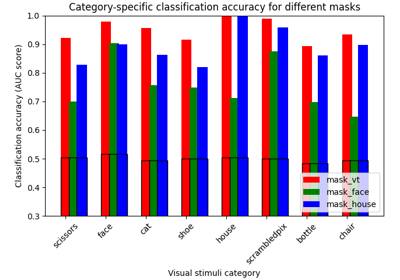 Category-specific classification accuracy for different masks
Classification accuracy (AUC score)
1.0
0.9
0.8
0.7
0.6
0.5
0.4
0.3
scissors
face
cat
shoe
house
scrambledpix
bottle
chair
mask_vt
mask_face
mask_house
Visual stimuli category